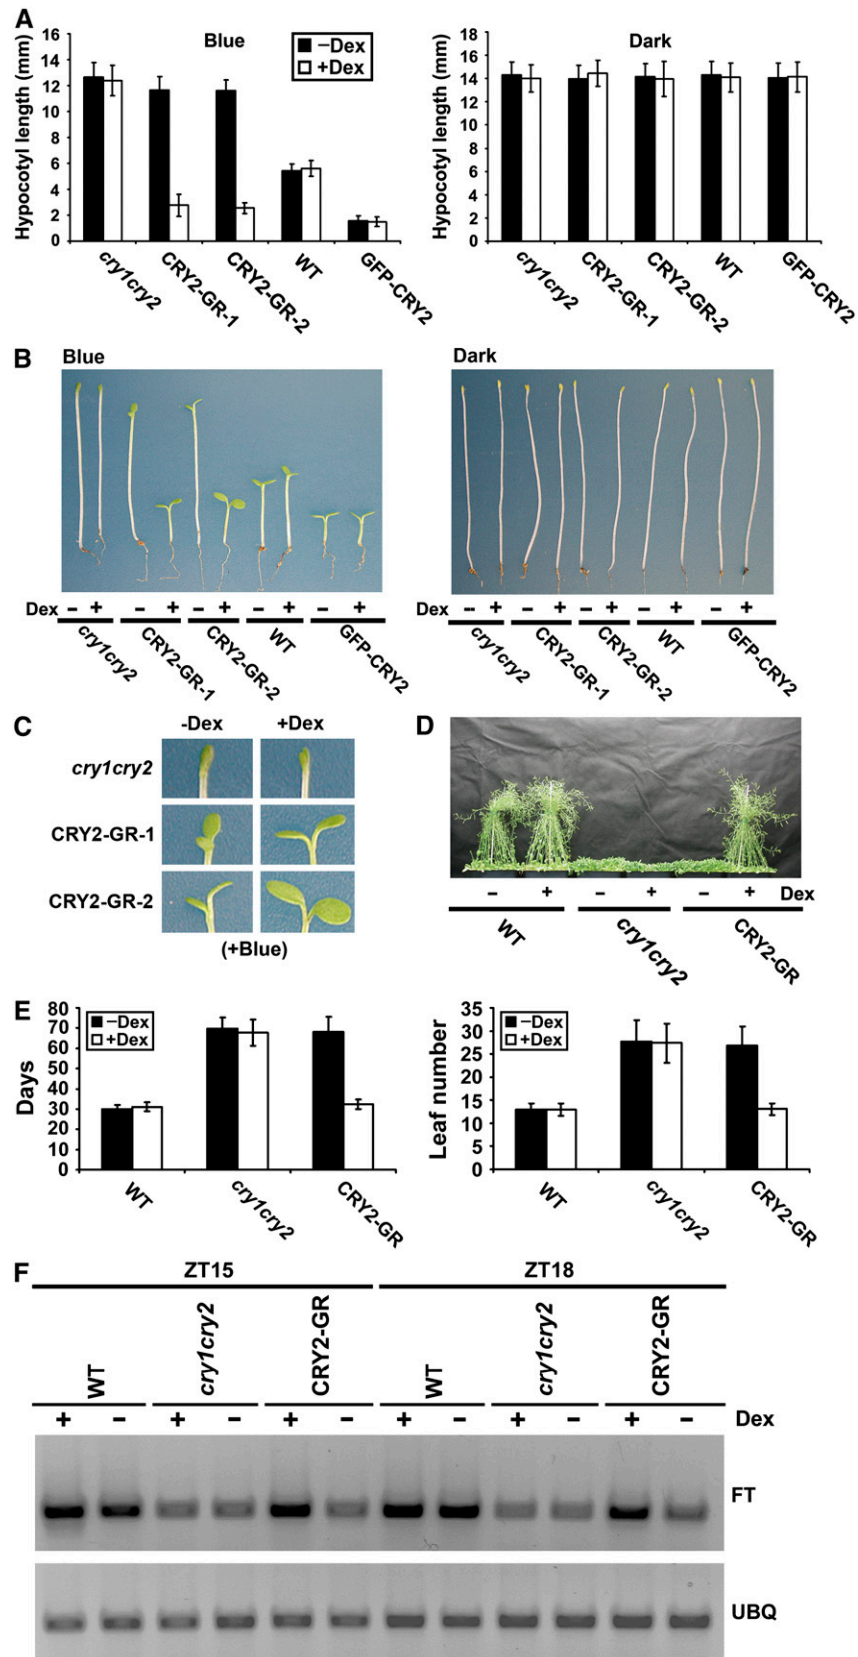 A
Blue
Hypocotyl length (mm)
16
14
12
10
8
6
4
2
0
–Dex
+Dex
cry1cry2
CRY2-GR-1
CRY2-GR-2
WT
GFP-CRY2
Dark
Hypocotyl length (mm)
18
16
14
12
10
8
6
4
2
0
cry1cry2
CRY2-GR-1
CRY2-GR-2
WT
GFP-CRY2
B
Blue
Dex – + – + – + – + – +
cry1cry2
CRY2-GR-1
CRY2-GR-2
WT
GFP-CRY2
Dark
Dex – + – + – + – + – +
cry1cry2
CRY2-GR-1
CRY2-GR-2
WT
GFP-CRY2
C
-Dex +Dex
cry1cry2
CRY2-GR-1
CRY2-GR-2
(+Blue)
D
– + – + – + Dex
WT
cry1cry2
CRY2-GR
E
Days
80
70
60
50
40
30
20
10
0
–Dex
+Dex
WT
cry1cry2
CRY2-GR
Leaf number
35
30
25
20
15
10
5
0
–Dex
+Dex
WT
cry1cry2
CRY2-GR
F
ZT15 ZT18
WT cry1cry2 CRY2-GR WT cry1cry2 CRY2-GR
+ – + – + – + – + – + – Dex
FT
UBQ